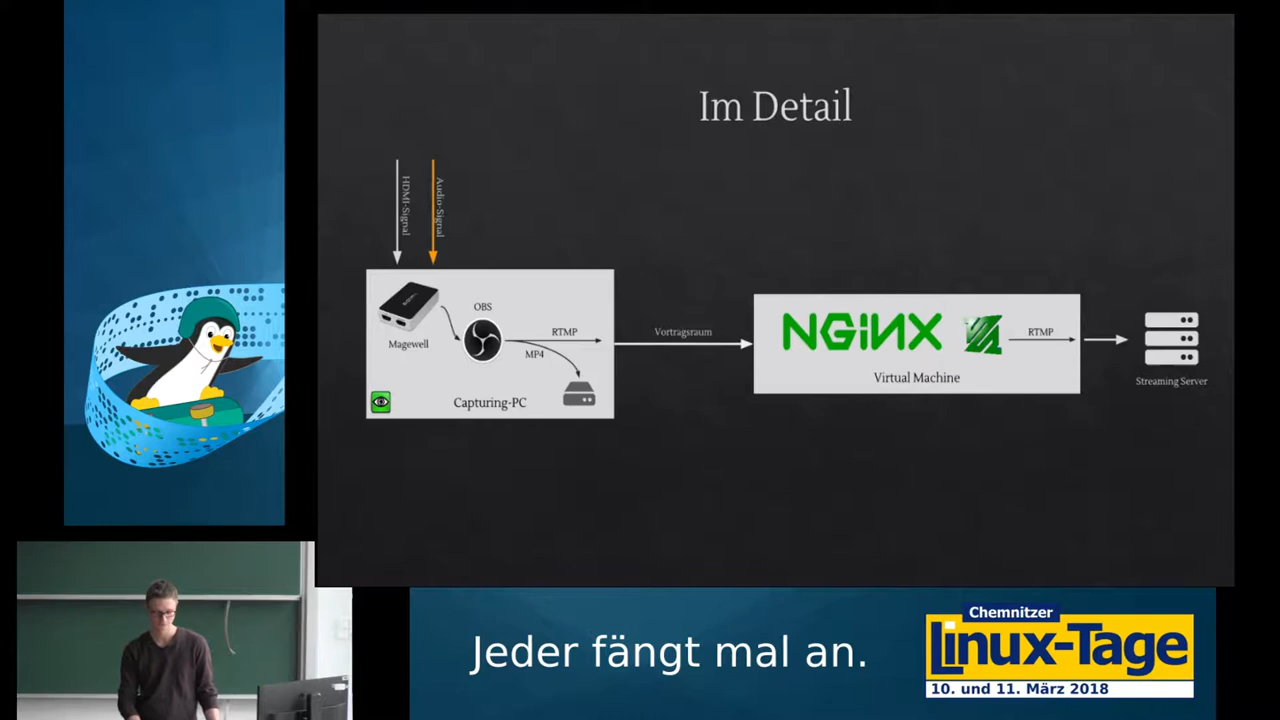 Im Detail
HDMI-Signal
Audio-Signal
Magewell
OBS
RTMP
MP4
Capturing-PC
Vortragsraum
NGiNX
RTMP
Virtual Machine
Streaming Server
Jeder fängt mal an.
Chemnitzer
Linux-Tage
10. und 11. März 2018